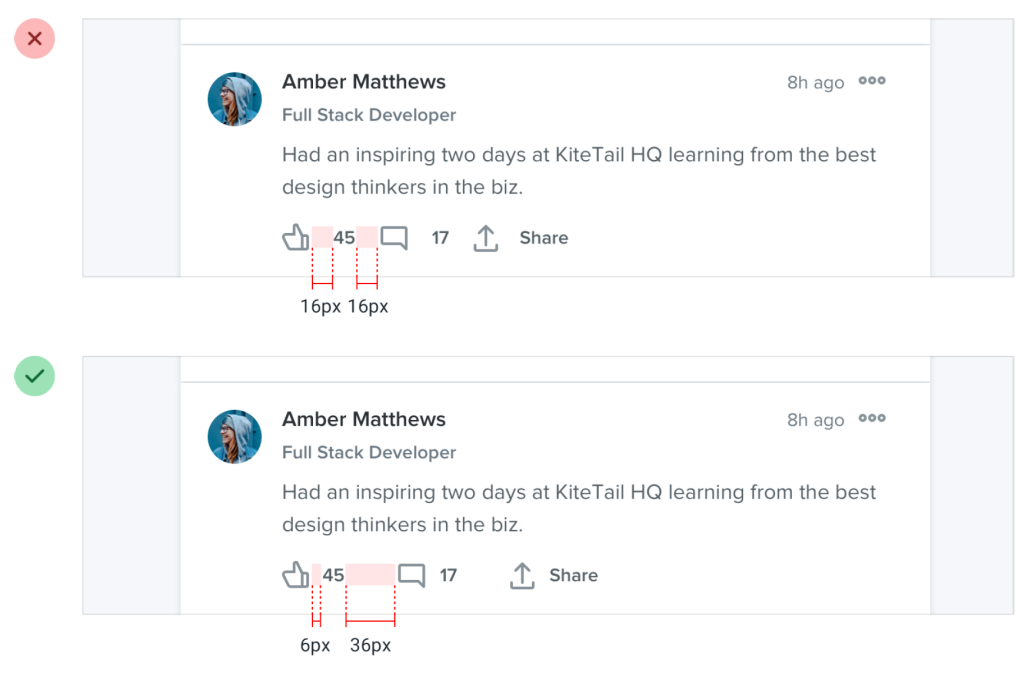 Amber Matthews
8h ago
Full Stack Developer
Had an inspiring two days at KiteTail HQ learning from the best
design thinkers in the biz.
45 17 Share
16px 16px
Amber Matthews
8h ago
Full Stack Developer
Had an inspiring two days at KiteTail HQ learning from the best
design thinkers in the biz.
45 17 Share
6px 36px